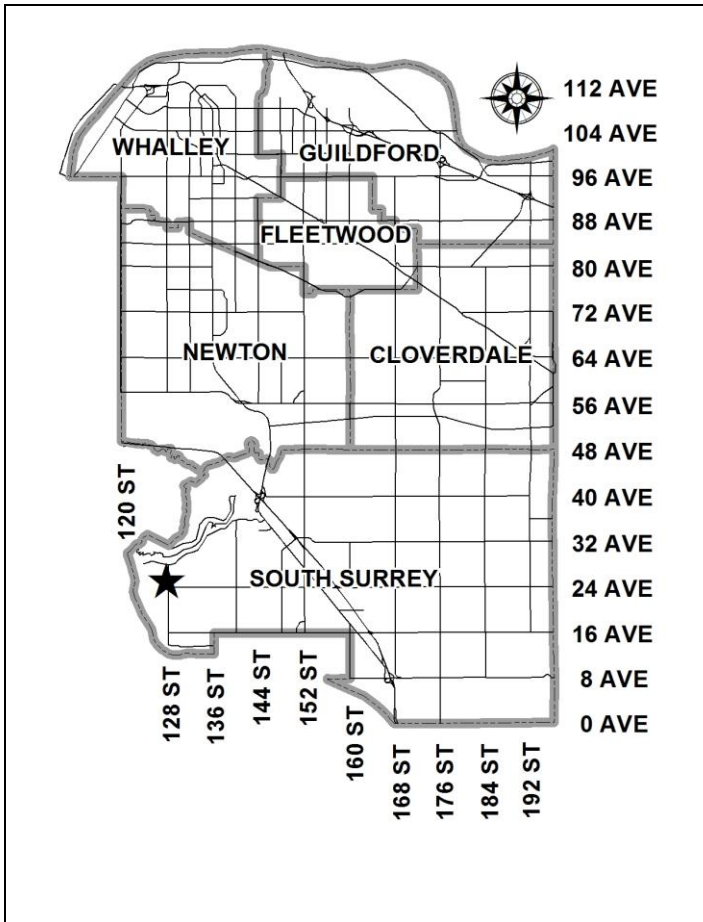 112 AVE
104 AVE
WHALLEY
GUILDFORD
96 AVE
88 AVE
FLEETWOOD
80 AVE
72 AVE
NEWTON
CLOVERDALE
64 AVE
56 AVE
48 AVE
120 ST
40 AVE
32 AVE
SOUTH SURREY
24 AVE
16 AVE
128 ST
136 ST
144 ST
152 ST
8 AVE
160 ST
0 AVE
168 ST
176 ST
184 ST
192 ST